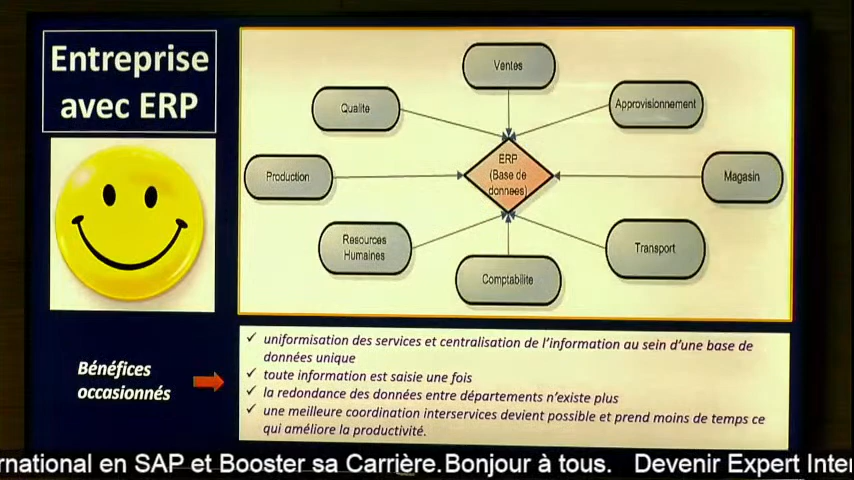 Entreprise
avec ERP
Ventes
Qualite
Approvisionnement
ERP
(Base de
donnees)
Production
Magasin
Resources
Humaines
Transport
Comptabilite
Bénéfices
occasionnés
✓ uniformisation des services et centralisation de l'information au sein d'une base de
données unique
✓ toute information est saisie une fois
✓ la redondance des données entre départements n'existe plus
✓ une meilleure coordination interservices devient possible et prend moins de temps ce
qui améliore la productivité.
rnational en SAP et Booster sa Carrière.Bonjour à tous. Devenir Expert Inter